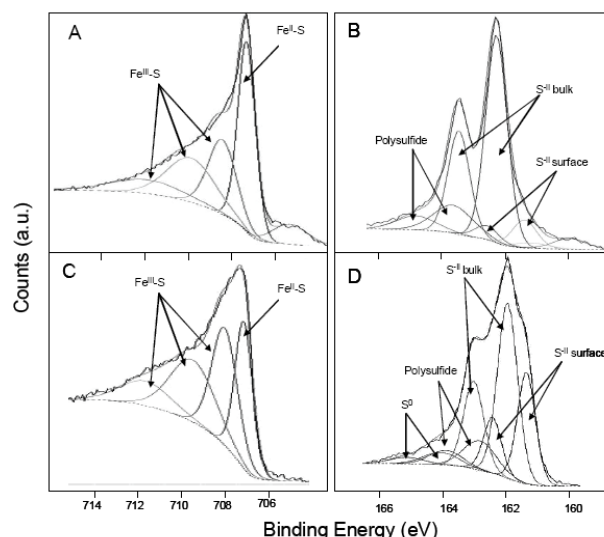 A
Fe^II-S
Fe^III-S
B
S^-II bulk
Polysulfide
S^-II surface
Counts (a.u.)
C
Fe^III-S
Fe^II-S
D
S^-II bulk
S^-II surface
Polysulfide
S^0
714 712 710 708 706
166 164 162 160
Binding Energy (eV)